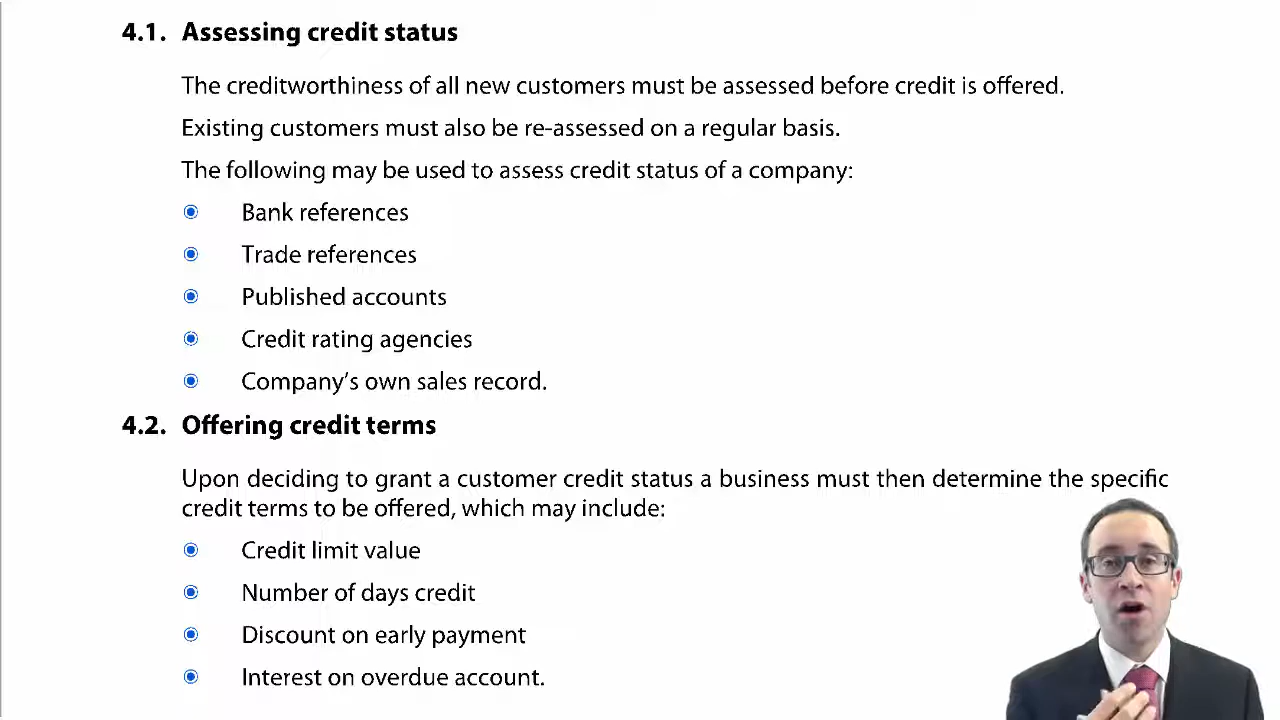 4.1. Assessing credit status
The creditworthiness of all new customers must be assessed before credit is offered.
Existing customers must also be re-assessed on a regular basis.
The following may be used to assess credit status of a company:
Bank references
Trade references
Published accounts
Credit rating agencies
Company’s own sales record.
4.2. Offering credit terms
Upon deciding to grant a customer credit status a business must then determine the specific
credit terms to be offered, which may include:
Credit limit value
Number of days credit
Discount on early payment
Interest on overdue account.